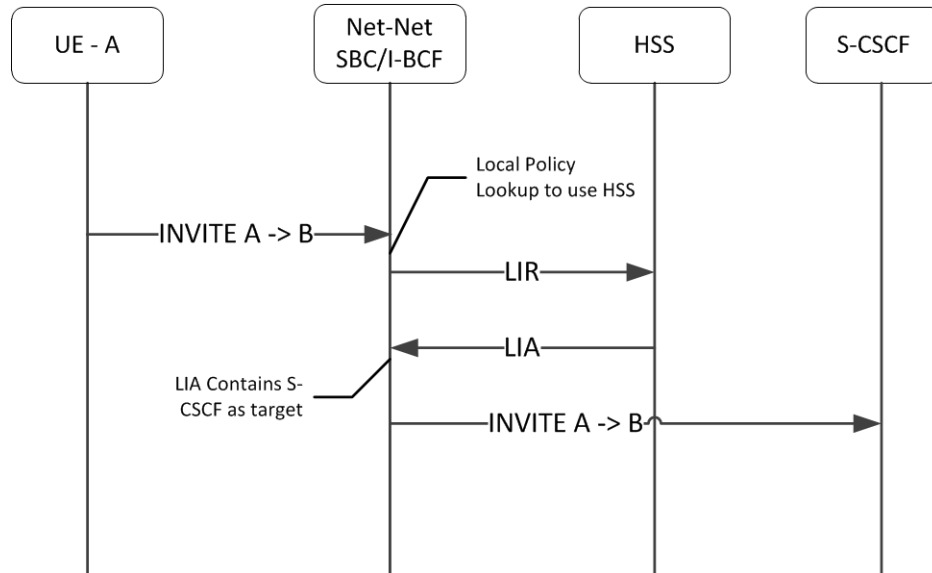 UE - A
Net-Net
SBC/I-BCF
HSS
S-CSCF
Local Policy
Lookup to use HSS
INVITE A -> B
LIR
LIA
LIA Contains S-
CSCF as target
INVITE A -> B